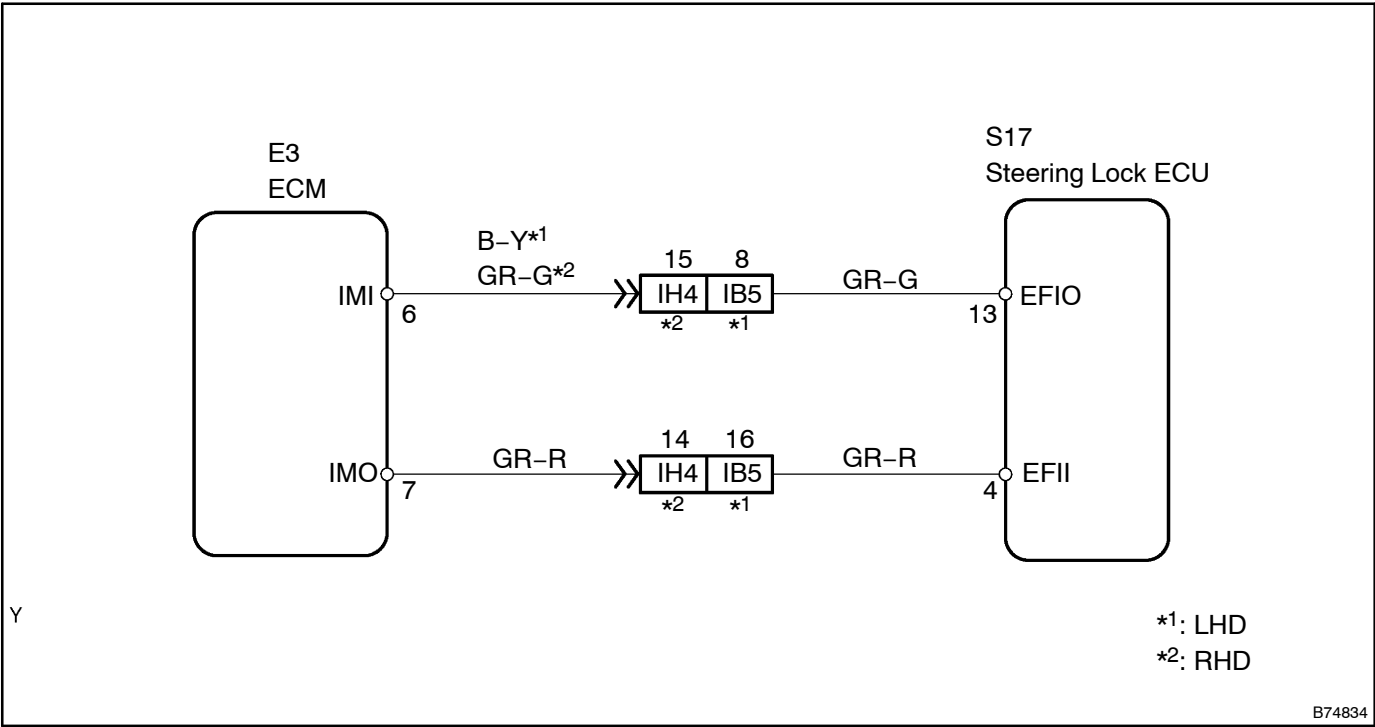 E3
ECM
S17
Steering Lock ECU
B–Y*1
GR–G*2
15 8
IMI
6
IH4 IB5
*2 *1
GR–G
13
EFIO
14 16
IMO
7
GR–R
IH4 IB5
*2 *1
GR–R
4
EFII
Y
*1: LHD
*2: RHD
B74834